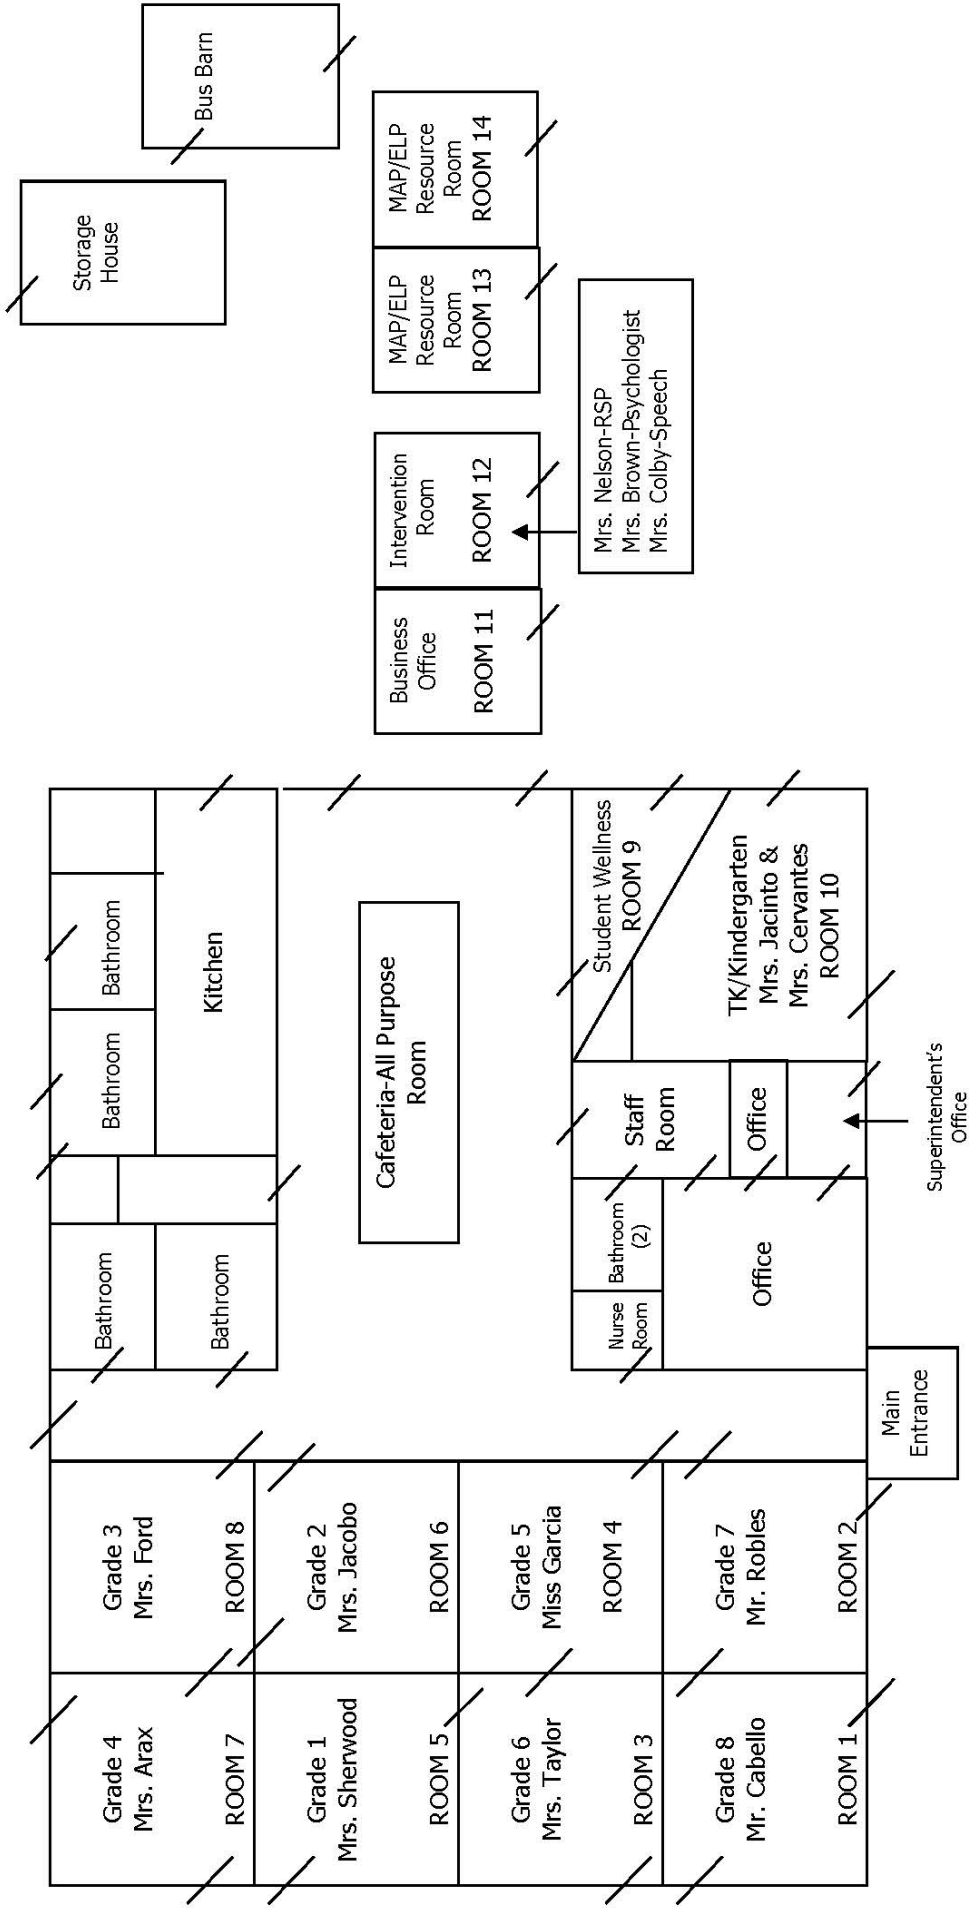 Grade 4
Mrs. Arax
ROOM 7
Grade 3
Mrs. Ford
ROOM 8
Bathroom
Bathroom
Bathroom
Bathroom
Kitchen
Storage
House
Bus Barn
Grade 1
Mrs. Sherwood
ROOM 5
Grade 2
Mrs. Jacobo
ROOM 6
Cafeteria-All Purpose
Room
Business
Office
ROOM 11
Intervention
Room
ROOM 12
MAP/ELP
Resource
Room
ROOM 13
MAP/ELP
Resource
Room
ROOM 14
Grade 6
Mrs. Taylor
ROOM 3
Grade 5
Miss Garcia
ROOM 4
Nurse
Room
Bathroom
(2)
Staff
Room
Student Wellness
ROOM 9
Mrs. Nelson-RSP
Mrs. Brown-Psychologist
Mrs. Colby-Speech
Grade 8
Mr. Cabello
ROOM 1
Grade 7
Mr. Robles
ROOM 2
Office
Office
TK/Kindergarten
Mrs. Jacinto &
Mrs. Cervantes
ROOM 10
Main
Entrance
Superintendent's
Office